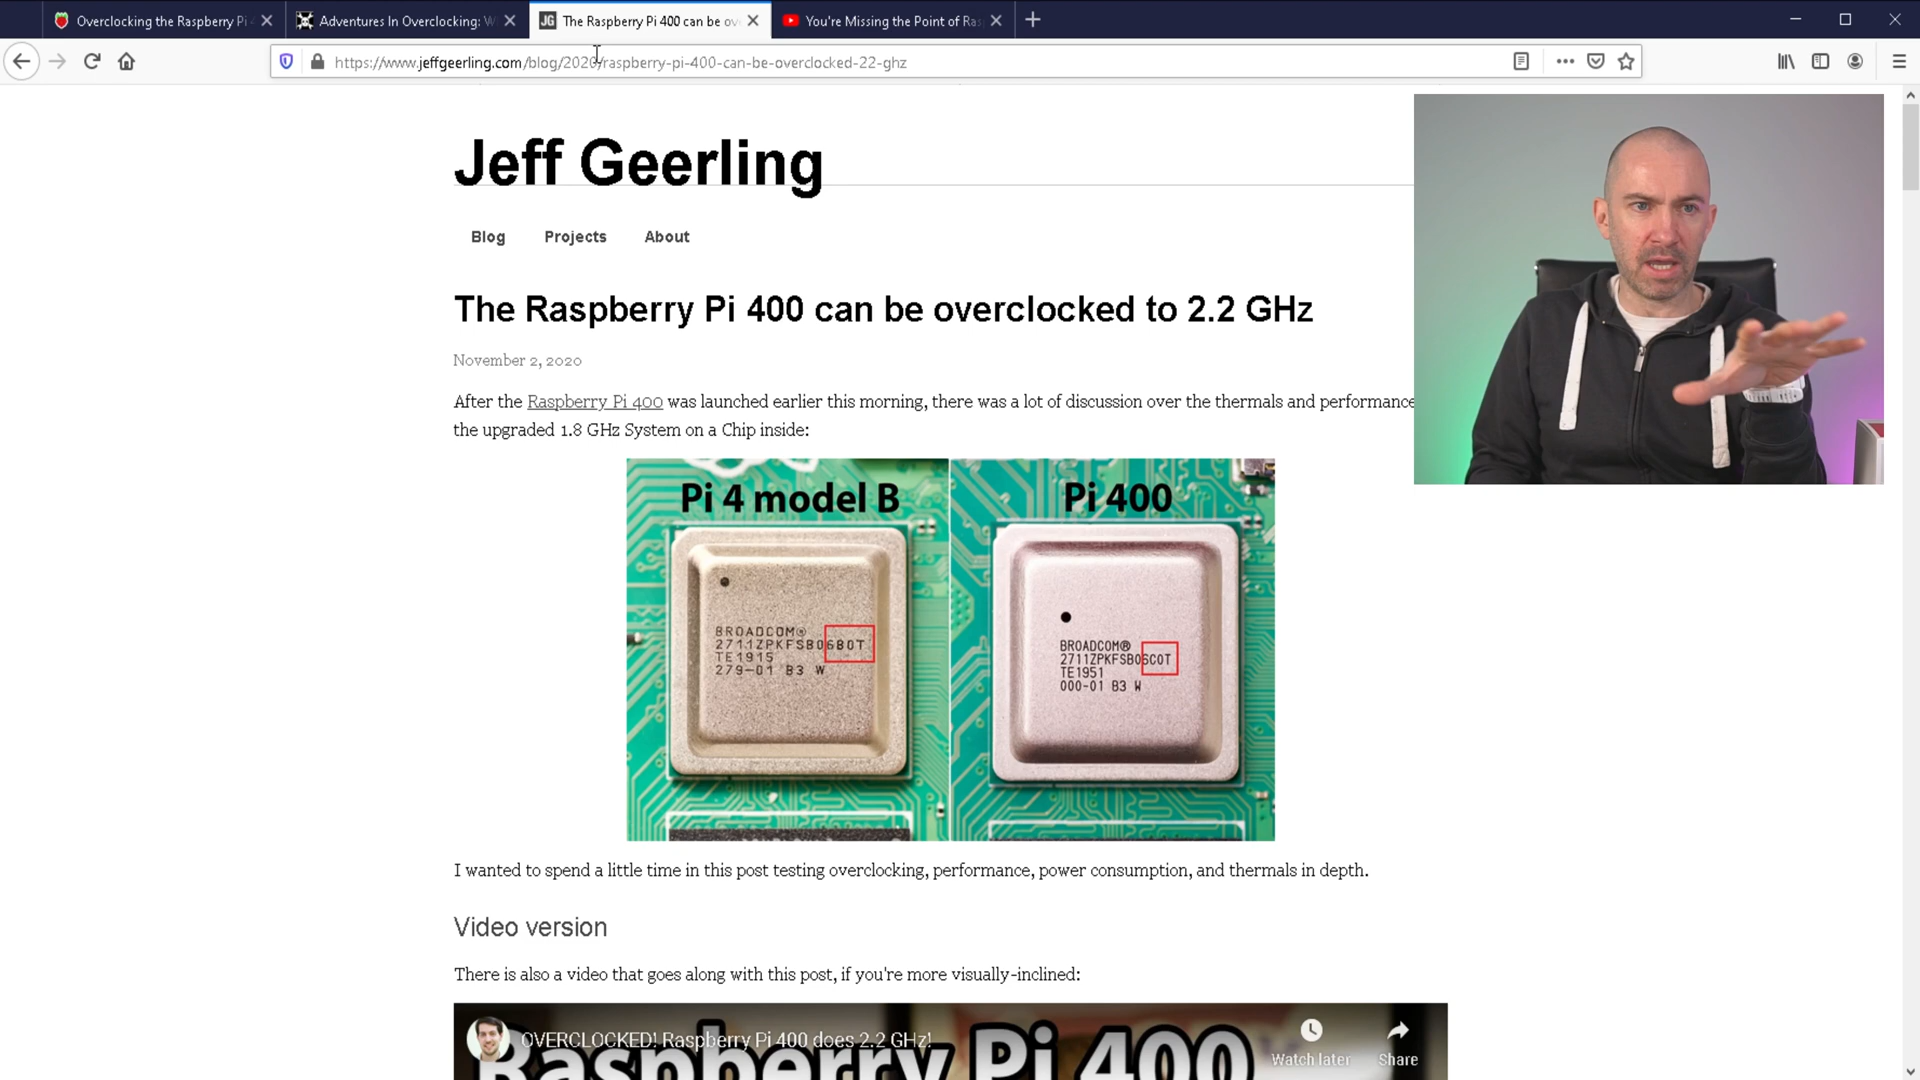 Overclocking the Raspberry Pi
Adventures In Overclocking: W
JG
The Raspberry Pi 400 can be ov
You're Missing the Point of Ras
https://www.jeffgeerling.com/blog/2020/raspberry-pi-400-can-be-overclocked-22-ghz
Jeff Geerling
Blog
Projects
About
The Raspberry Pi 400 can be overclocked to 2.2 GHz
November 2, 2020
After the Raspberry Pi 400 was launched earlier this morning, there was a lot of discussion over the thermals and performance
the upgraded 1.8 GHz System on a Chip inside:
Pi 4 model B
BROADCOM®
2711ZPKFSB06B0T
TE1915
279-01 B3 W
Pi 400
BROADCOM®
2711ZPKFSB06C0T
TE1951
000-01 B3 W
I wanted to spend a little time in this post testing overclocking, performance, power consumption, and thermals in depth.
Video version
There is also a video that goes along with this post, if you're more visually-inclined:
OVERCLOCKED! Raspberry Pi 400 does 2.2 GHz!
Watch later
Share
Raspberry Pi 400